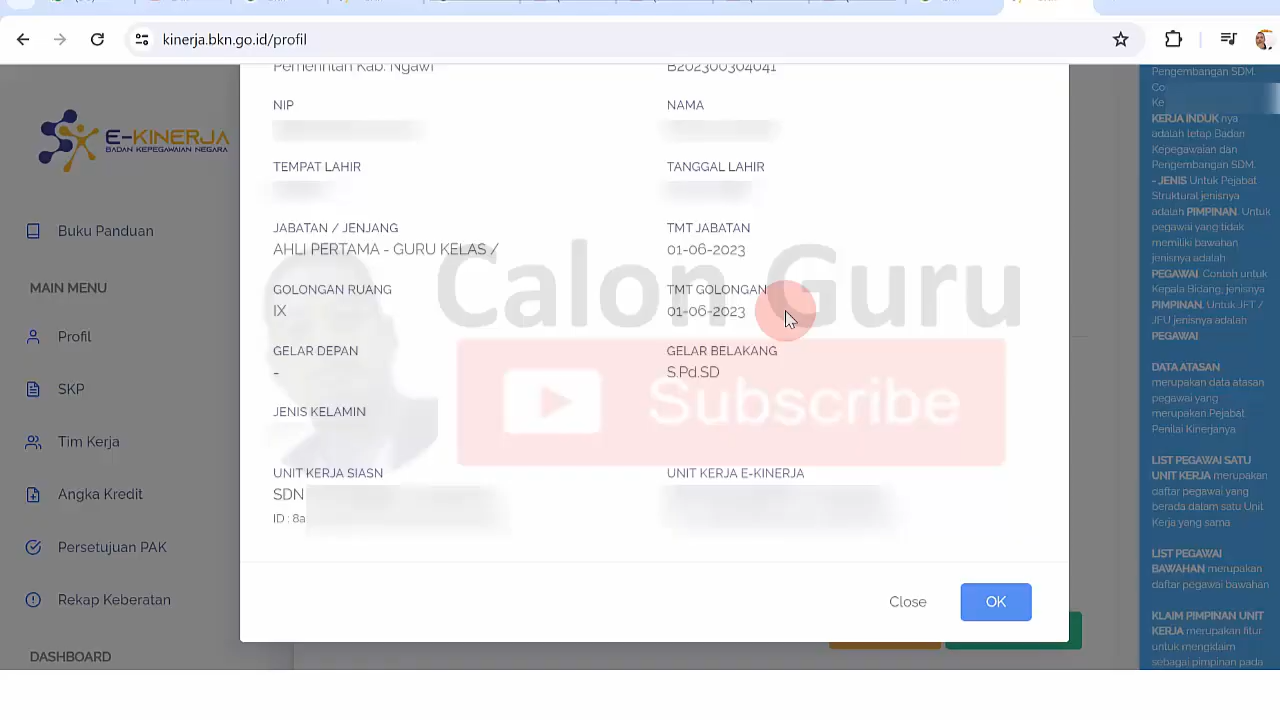 kinerja.bkn.go.id/profil
Pemerintah Kab. Ngawi
B202300304041
E-KINERJA
BADAN KEPEGAWAIAN NEGARA
Buku Panduan
MAIN MENU
Profil
SKP
Tim Kerja
Angka Kredit
Persetujuan PAK
Rekap Keberatan
DASHBOARD
NIP
NAMA
TEMPAT LAHIR
TANGGAL LAHIR
JABATAN / JENJANG
TMT JABATAN
AHLI PERTAMA - GURU KELAS /
01-06-2023
GOLONGAN RUANG
TMT GOLONGAN
IX
01-06-2023
GELAR DEPAN
GELAR BELAKANG
-
S.Pd.SD
JENIS KELAMIN
UNIT KERJA SIASN
UNIT KERJA E-KINERJA
SDN
ID : 8a
Calon Guru
Subscribe
Close
OK
Pengembangan SDM.
Co
Ke
KERJA INDUK nya
adalah tetap Badan
Kepegawaian dan
Pengembangan SDM.
- JENIS Untuk Pejabat
Struktural jenisnya
adalah PIMPINAN. Untuk
pegawai yang tidak
memiliki bawahan
jenisnya adalah
PEGAWAI. Contoh untuk
Kepala Bidang, jenisnya
PIMPINAN. Untuk JFT /
JFU jenisnya adalah
PEGAWAI
DATA ATASAN
merupakan data atasan
pegawai yang
merupakan Pejabat
Penilai Kinerjanya.
LIST PEGAWAI SATU
UNIT KERJA merupakan
daftar pegawai yang
berada dalam satu Unit
Kerja yang sama.
LIST PEGAWAI
BAWAHAN merupakan
daftar pegawai bawahan
KLAIM PIMPINAN UNIT
KERJA merupakan fitur
untuk mengklaim
sebagai pimpinan pada